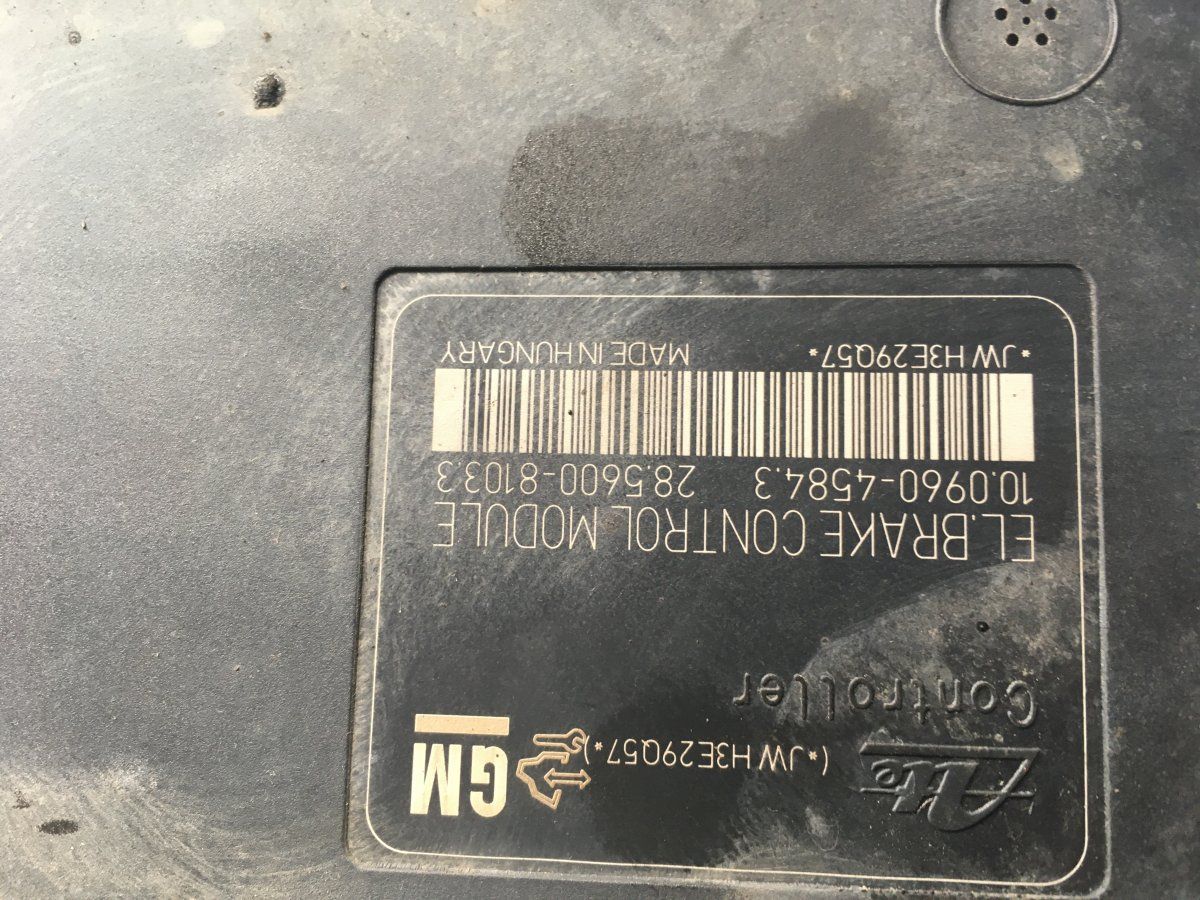 Ate
GM
(*JW H3E29Q57*)
Controller
EL.BRAKE CONTROL MODULE
10.0960-4584.3 28.5600-8103.3
*JW H3E29Q57* MADE IN HUNGARY